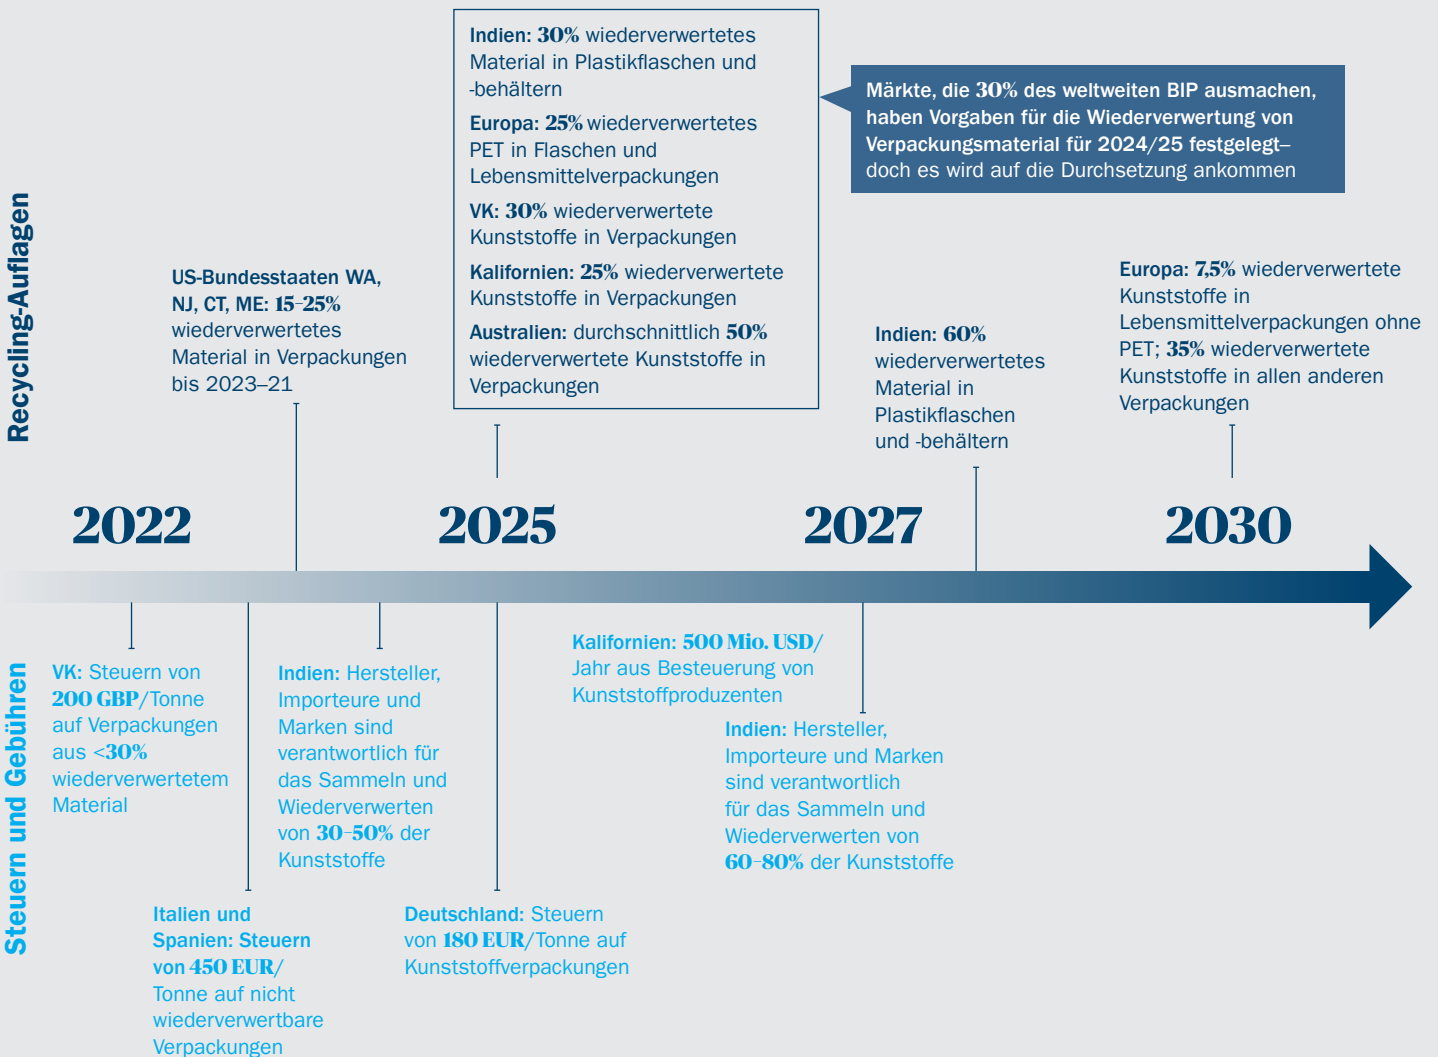 Recycling-Auflagen
US-Bundesstaaten WA,
NJ, CT, ME: 15–25%
wiederverwertetes
Material in Verpackungen
bis 2023–21
Indien: 30% wiederverwertetes
Material in Plastikflaschen und
-behältern
Europa: 25% wiederverwertetes
PET in Flaschen und
Lebensmittelverpackungen
VK: 30% wiederverwertete
Kunststoffe in Verpackungen
Kalifornien: 25% wiederverwertete
Kunststoffe in Verpackungen
Australien: durchschnittlich 50%
wiederverwertete Kunststoffe in
Verpackungen
Märkte, die 30% des weltweiten BIP ausmachen,
haben Vorgaben für die Wiederverwertung von
Verpackungsmaterial für 2024/25 festgelegt–
doch es wird auf die Durchsetzung ankommen
Indien: 60%
wiederverwertetes
Material in
Plastikflaschen
und -behältern
Europa: 7,5% wiederverwertete
Kunststoffe in
Lebensmittelverpackungen ohne
PET; 35% wiederverwertete
Kunststoffe in allen anderen
Verpackungen
2022
2025
2027
2030
Steuern und Gebühren
VK: Steuern von
200 GBP/Tonne
auf Verpackungen
aus <30%
wiederverwertetem
Material
Italien und
Spanien: Steuern
von 450 EUR/
Tonne auf nicht
wiederverwertbare
Verpackungen
Indien: Hersteller,
Importeure und
Marken sind
verantwortlich für
das Sammeln und
Wiederverwerten
von 30–50% der
Kunststoffe
Deutschland: Steuern
von 180 EUR/Tonne auf
Kunststoffverpackungen
Kalifornien: 500 Mio. USD/
Jahr aus Besteuerung von
Kunststoffproduzenten
Indien: Hersteller,
Importeure und Marken
sind verantwortlich
für das Sammeln und
Wiederverwerten von
60–80% der Kunststoffe